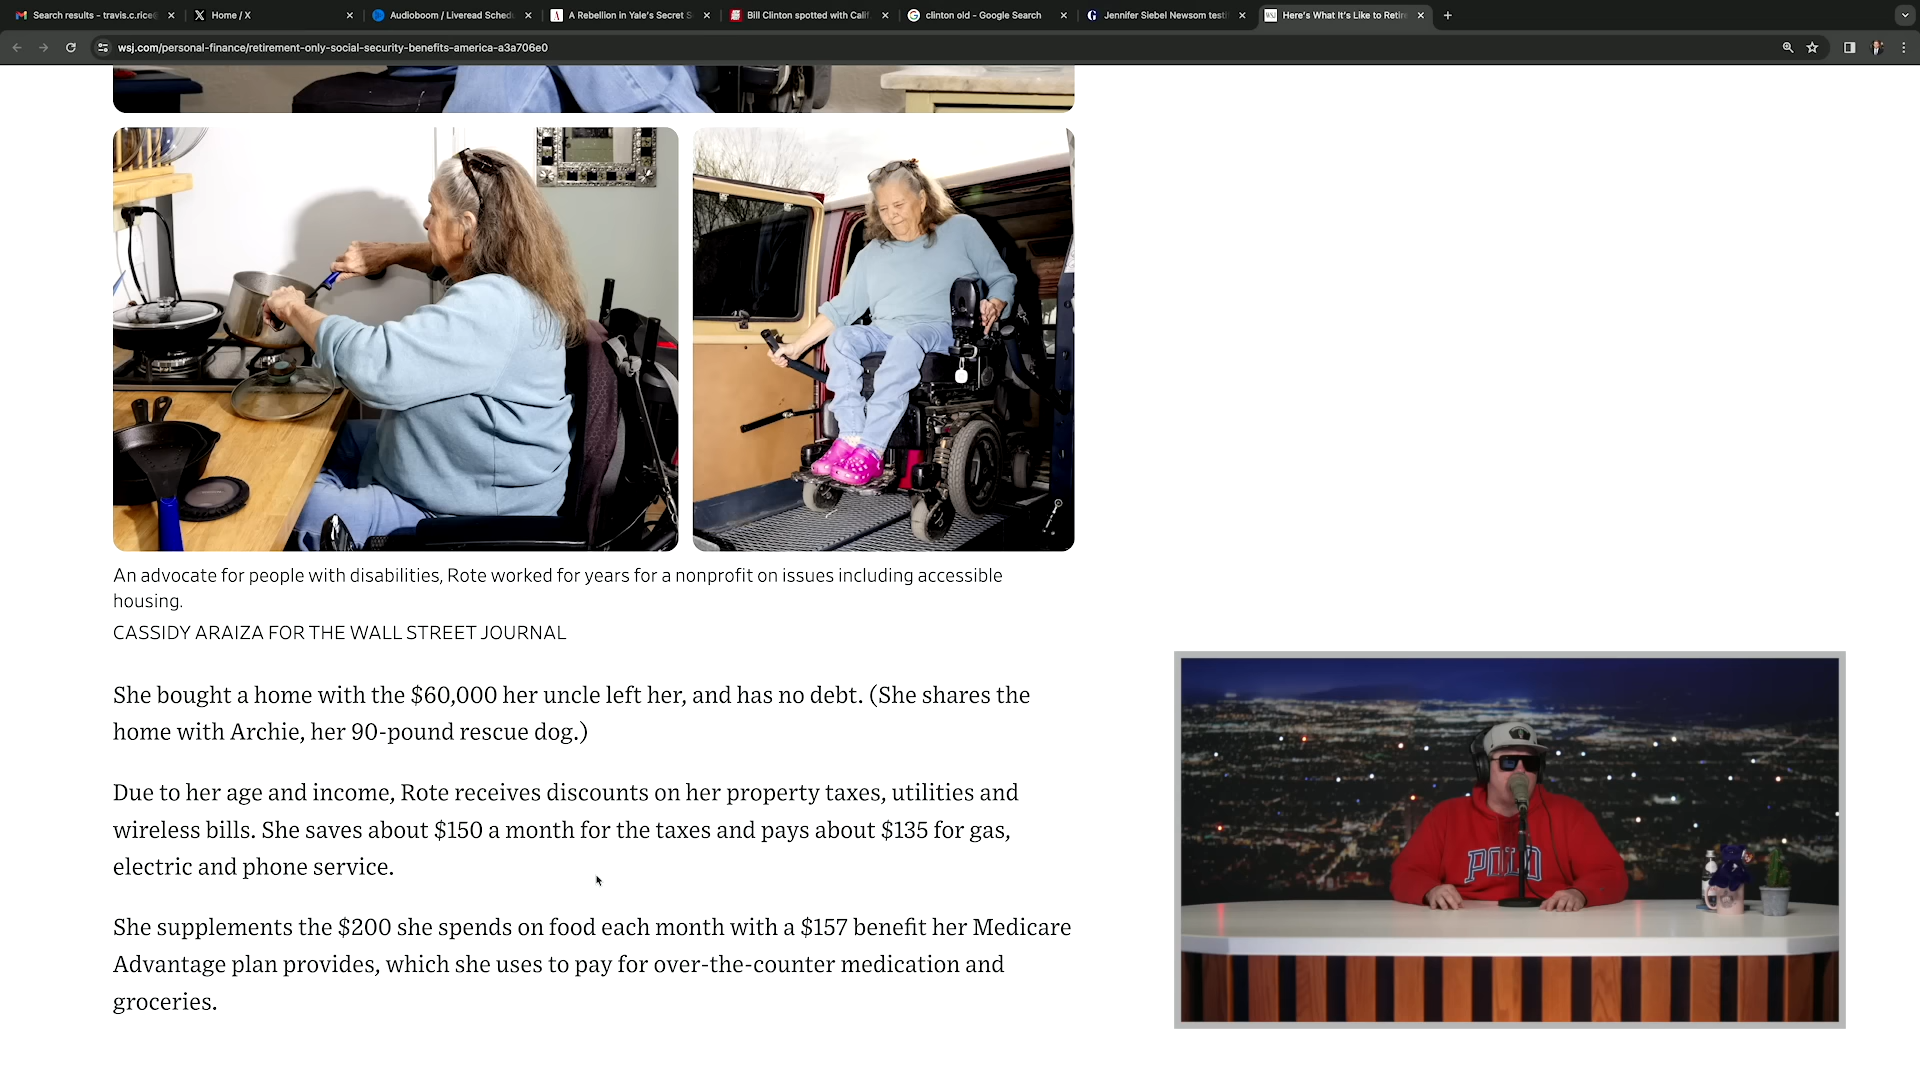 Search results - travis.c.rice
Home / X
Audioboom / Liveread Sched
A Rebellion in Yale's Secret S
Bill Clinton spotted with Cali
clinton old - Google Search
Jennifer Siebel Newsom testi
Here's What It's Like to Retir
wsj.com/personal-finance/retirement-only-social-security-benefits-america-a3a706e0
An advocate for people with disabilities, Rote worked for years for a nonprofit on issues including accessible
housing.
CASSIDY ARAIZA FOR THE WALL STREET JOURNAL
She bought a home with the $60,000 her uncle left her, and has no debt. (She shares the
home with Archie, her 90-pound rescue dog.)
Due to her age and income, Rote receives discounts on her property taxes, utilities and
wireless bills. She saves about $150 a month for the taxes and pays about $135 for gas,
electric and phone service.
She supplements the $200 she spends on food each month with a $157 benefit her Medicare
Advantage plan provides, which she uses to pay for over-the-counter medication and
groceries.
POLO